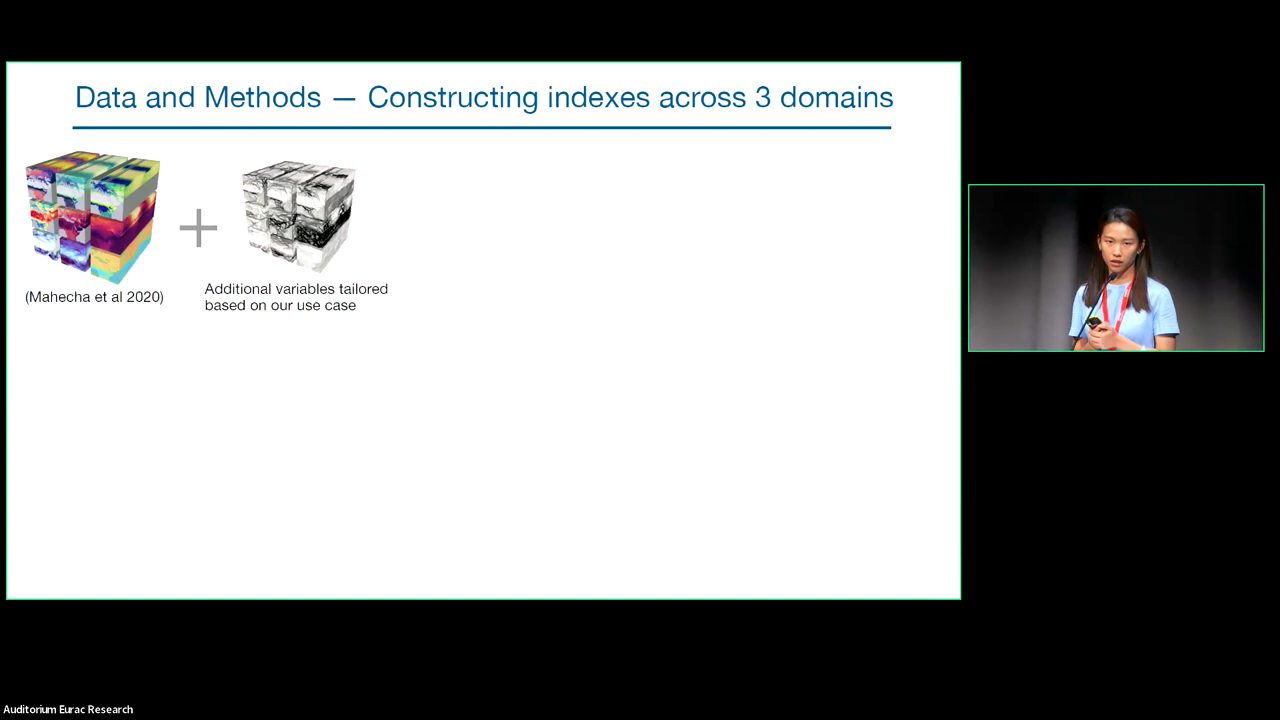 Data and Methods — Constructing indexes across 3 domains
(Mahecha et al 2020)
Additional variables tailored
based on our use case
Auditorium Eurac Research